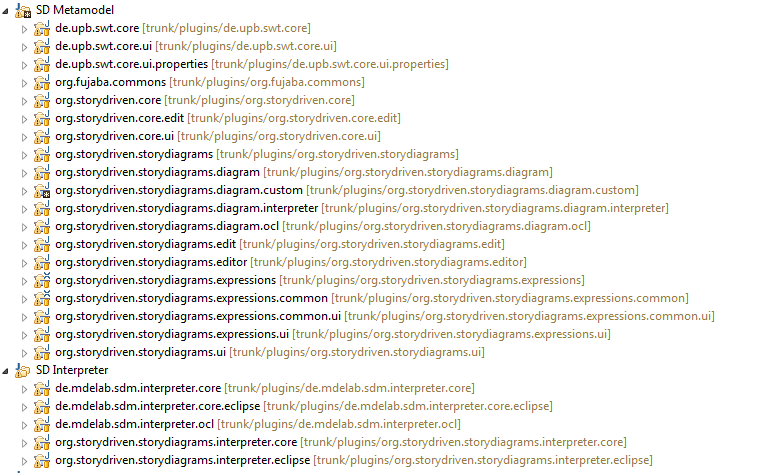 SD Metamodel
de.upb.swt.core [trunk/plugins/de.upb.swt.core]
de.upb.swt.core.ui [trunk/plugins/de.upb.swt.core.ui]
de.upb.swt.core.ui.properties [trunk/plugins/de.upb.swt.core.ui.properties]
org.fujaba.commons [trunk/plugins/org.fujaba.commons]
org.storydriven.core [trunk/plugins/org.storydriven.core]
org.storydriven.core.edit [trunk/plugins/org.storydriven.core.edit]
org.storydriven.core.ui [trunk/plugins/org.storydriven.core.ui]
org.storydriven.storydiagrams [trunk/plugins/org.storydriven.storydiagrams]
org.storydriven.storydiagrams.diagram [trunk/plugins/org.storydriven.storydiagrams.diagram]
org.storydriven.storydiagrams.diagram.custom [trunk/plugins/org.storydriven.storydiagrams.diagram.custom]
org.storydriven.storydiagrams.diagram.interpreter [trunk/plugins/org.storydriven.storydiagrams.diagram.interpreter]
org.storydriven.storydiagrams.diagram.ocl [trunk/plugins/org.storydriven.storydiagrams.diagram.ocl]
org.storydriven.storydiagrams.edit [trunk/plugins/org.storydriven.storydiagrams.edit]
org.storydriven.storydiagrams.editor [trunk/plugins/org.storydriven.storydiagrams.editor]
org.storydriven.storydiagrams.expressions [trunk/plugins/org.storydriven.storydiagrams.expressions]
org.storydriven.storydiagrams.expressions.common [trunk/plugins/org.storydriven.storydiagrams.expressions.common]
org.storydriven.storydiagrams.expressions.common.ui [trunk/plugins/org.storydriven.storydiagrams.expressions.common.ui]
org.storydriven.storydiagrams.expressions.ui [trunk/plugins/org.storydriven.storydiagrams.expressions.ui]
org.storydriven.storydiagrams.ui [trunk/plugins/org.storydriven.storydiagrams.ui]
SD Interpreter
de.mdelab.sdm.interpreter.core [trunk/plugins/de.mdelab.sdm.interpreter.core]
de.mdelab.sdm.interpreter.core.eclipse [trunk/plugins/de.mdelab.sdm.interpreter.core.eclipse]
de.mdelab.sdm.interpreter.ocl [trunk/plugins/de.mdelab.sdm.interpreter.ocl]
org.storydriven.storydiagrams.interpreter.core [trunk/plugins/org.storydriven.storydiagrams.interpreter.core]
org.storydriven.storydiagrams.interpreter.eclipse [trunk/plugins/org.storydriven.storydiagrams.interpreter.eclipse]